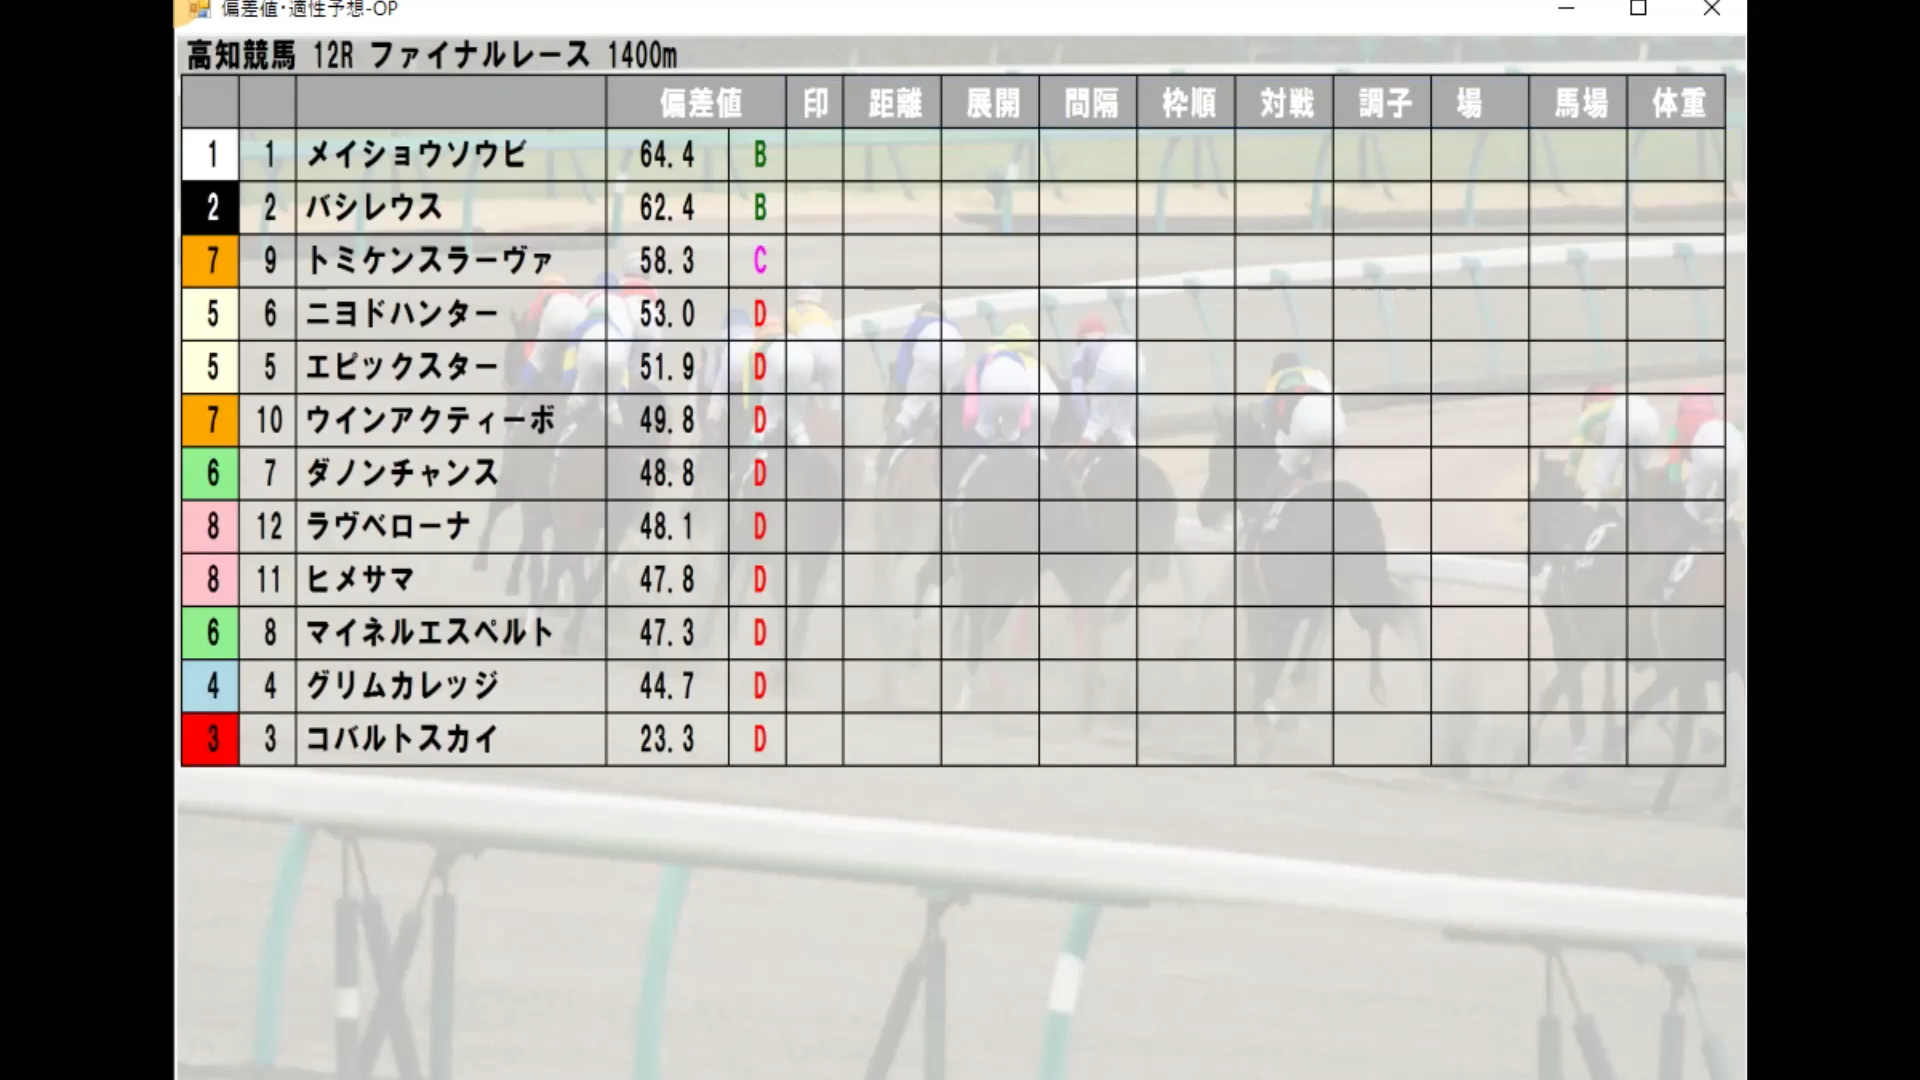 偏差値・適性予想-OP
高知競馬 12R ファイナルレース 1400m
偏差値 印 距離 展開 間隔 枠順 対戦 調子 場 馬場 体重
1 1 メイショウソウビ 64.4 B
2 2 バシレウス 62.4 B
7 9 トミケンスラーヴァ 58.3 C
5 6 ニヨドハンター 53.0 D
5 5 エピックスター 51.9 D
7 10 ウインアクティーボ 49.8 D
6 7 ダノンチャンス 48.8 D
8 12 ラヴベローナ 48.1 D
8 11 ヒメサマ 47.8 D
6 8 マイネルエスペルト 47.3 D
4 4 グリムカレッジ 44.7 D
3 3 コバルトスカイ 23.3 D